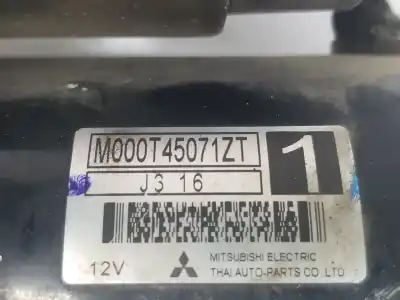 M000T45071ZT
J3 16
1
12V
MITSUBISHI ELECTRIC
THAI AUTO-PARTS CO.,LTD